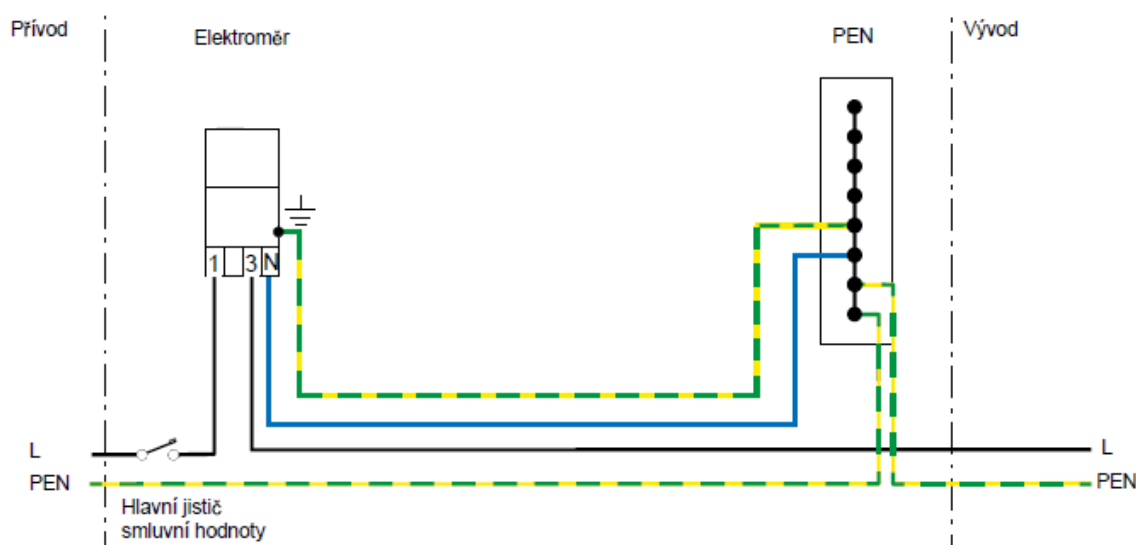 Přívod
Elektroměr
PEN
Vývod
1 3 N
L
L
PEN
PEN
Hlavní jistič
smluvní hodnoty